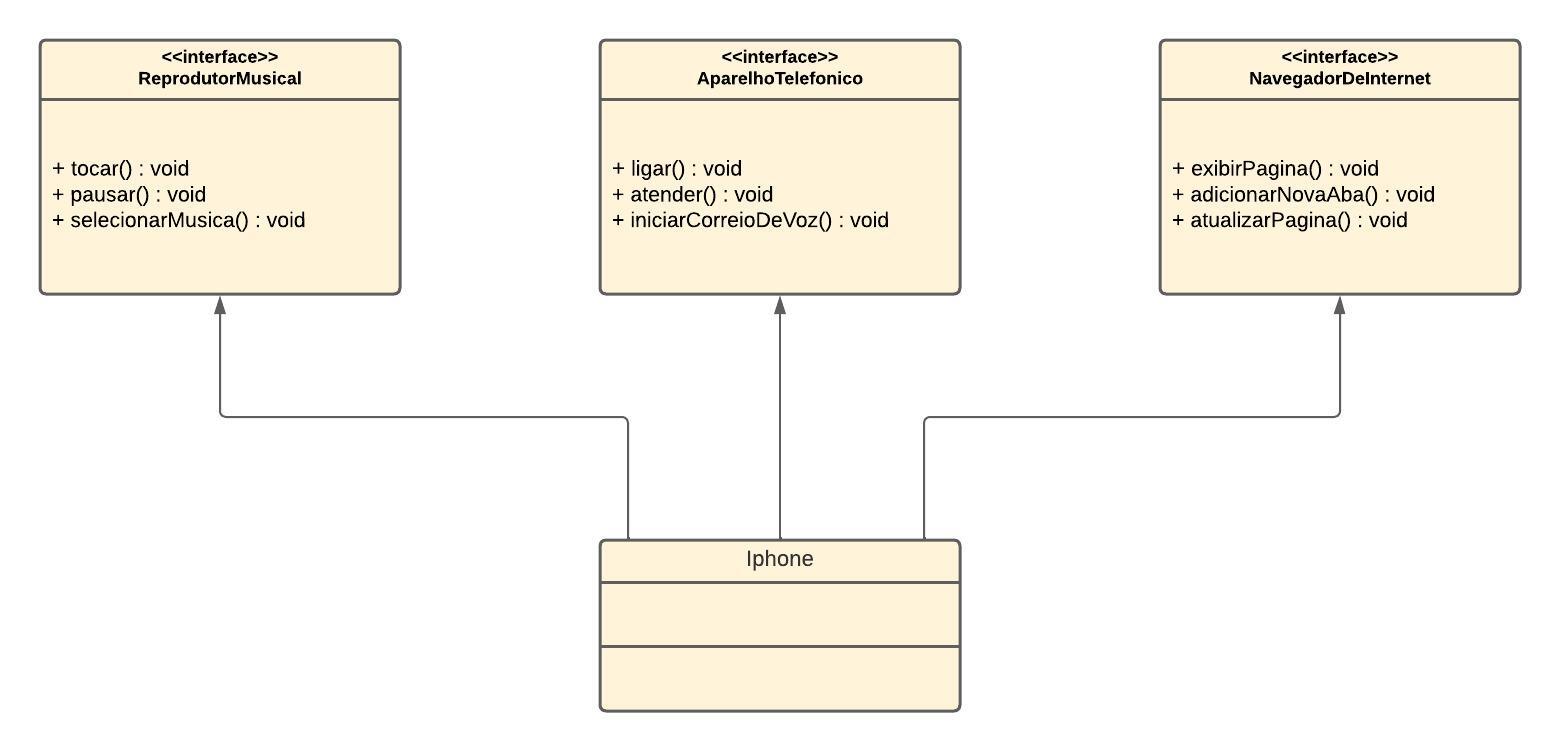 <<interface>>
ReprodutorMusical
+ tocar() : void
+ pausar() : void
+ selecionarMusica() : void
<<interface>>
AparelhoTelefonico
+ ligar() : void
+ atender() : void
+ iniciarCorreioDeVoz() : void
<<interface>>
NavegadorDeInternet
+ exibirPagina() : void
+ adicionarNovaAba() : void
+ atualizarPagina() : void
Iphone